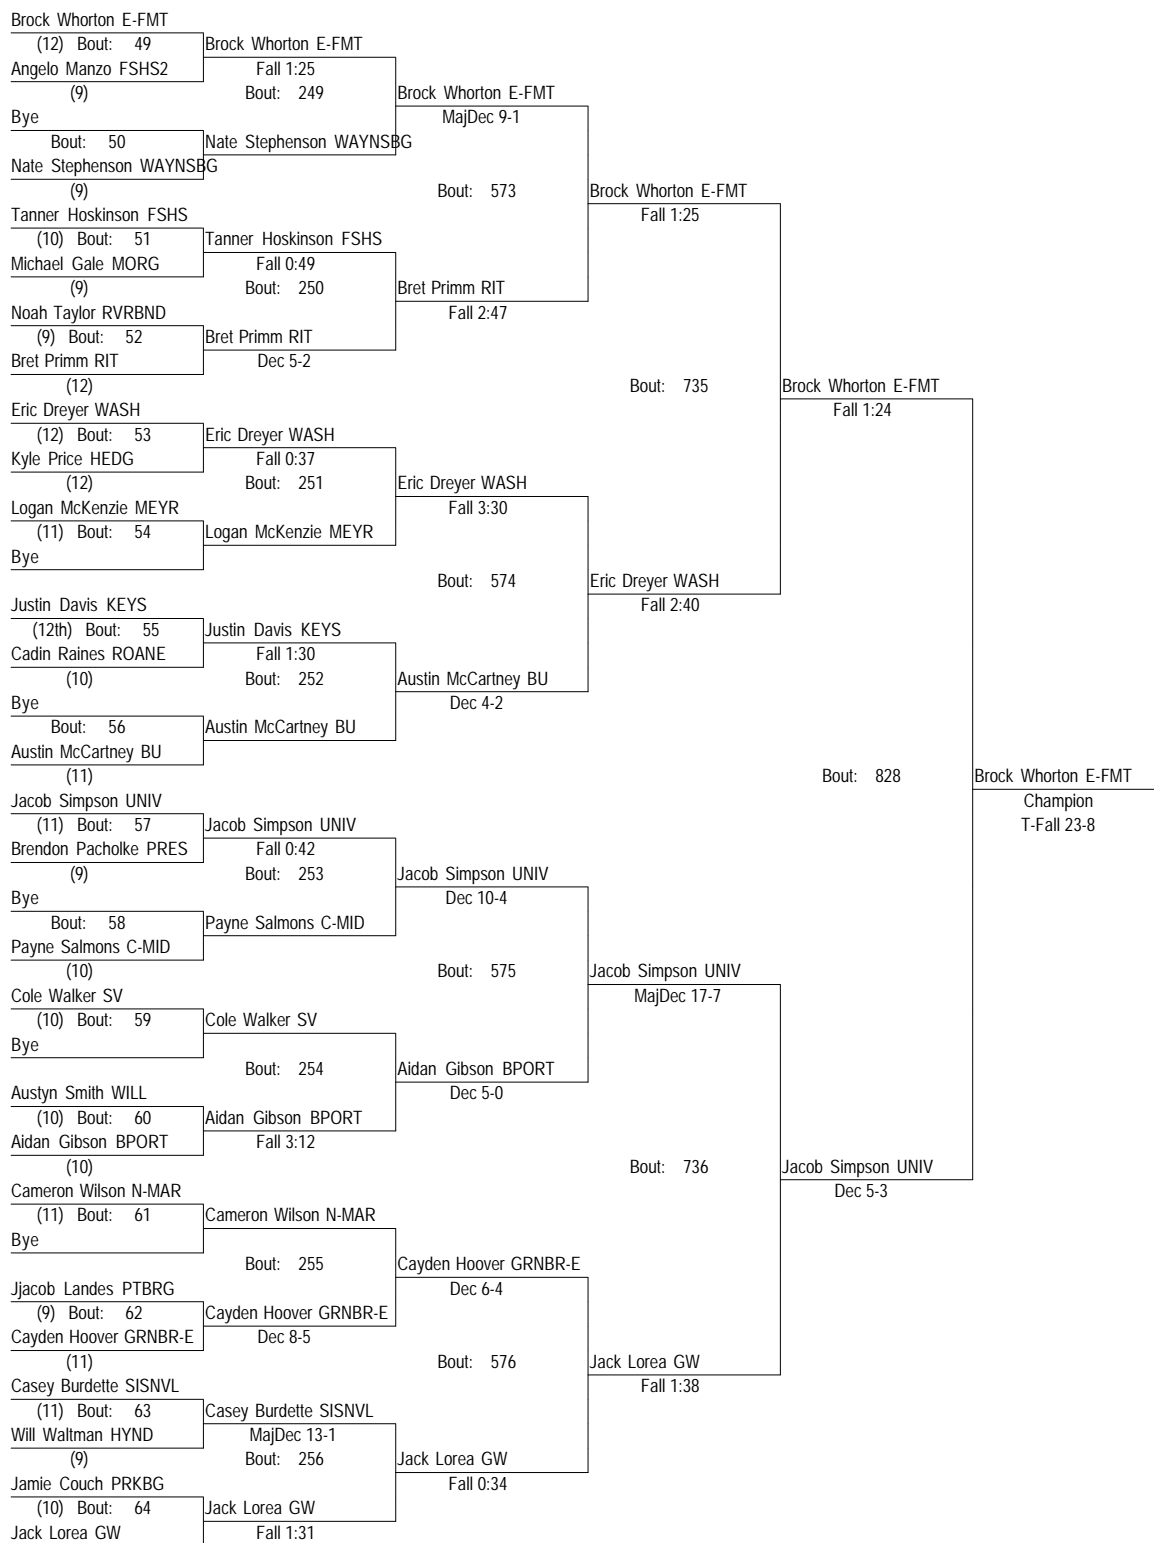 Brock Whorton E-FMT
(12) Bout: 49
Brock Whorton E-FMT
Angelo Manzo FSHS2
Fall 1:25
(9)
Bout: 249
Brock Whorton E-FMT
Bye
MajDec 9-1
Bout: 50
Nate Stephenson WAYNSBG
Nate Stephenson WAYNSBG
(9)
Bout: 573
Brock Whorton E-FMT
Tanner Hoskinson FSHS
Fall 1:25
(10) Bout: 51
Tanner Hoskinson FSHS
Michael Gale MORG
Fall 0:49
(9)
Bout: 250
Bret Primm RIT
Noah Taylor RVRBND
Fall 2:47
(9) Bout: 52
Bret Primm RIT
Bret Primm RIT
Dec 5-2
(12)
Bout: 735
Brock Whorton E-FMT
Eric Dreyer WASH
Fall 1:24
(12) Bout: 53
Eric Dreyer WASH
Kyle Price HEDG
Fall 0:37
(12)
Bout: 251
Eric Dreyer WASH
Logan McKenzie MEYR
Fall 3:30
(11) Bout: 54
Logan McKenzie MEYR
Bye
Bout: 574
Eric Dreyer WASH
Justin Davis KEYS
Fall 2:40
(12th) Bout: 55
Justin Davis KEYS
Cadin Raines ROANE
Fall 1:30
(10)
Bout: 252
Austin McCartney BU
Bye
Dec 4-2
Bout: 56
Austin McCartney BU
Austin McCartney BU
(11)
Bout: 828
Brock Whorton E-FMT
Jacob Simpson UNIV
Champion
(11) Bout: 57
Jacob Simpson UNIV
T-Fall 23-8
Brendon Pacholke PRES
Fall 0:42
(9)
Bout: 253
Jacob Simpson UNIV
Bye
Dec 10-4
Bout: 58
Payne Salmons C-MID
Payne Salmons C-MID
(10)
Bout: 575
Jacob Simpson UNIV
Cole Walker SV
MajDec 17-7
(10) Bout: 59
Cole Walker SV
Bye
Bout: 254
Aidan Gibson BPORT
Austyn Smith WILL
Dec 5-0
(10) Bout: 60
Aidan Gibson BPORT
Aidan Gibson BPORT
Fall 3:12
(10)
Bout: 736
Jacob Simpson UNIV
Cameron Wilson N-MAR
Dec 5-3
(11) Bout: 61
Cameron Wilson N-MAR
Bye
Bout: 255
Cayden Hoover GRNBR-E
Jjacob Landes PTBRG
Dec 6-4
(9) Bout: 62
Cayden Hoover GRNBR-E
Cayden Hoover GRNBR-E
Dec 8-5
(11)
Bout: 576
Jack Lorea GW
Casey Burdette SISNVL
Fall 1:38
(11) Bout: 63
Casey Burdette SISNVL
Will Waltman HYND
MajDec 13-1
(9)
Bout: 256
Jack Lorea GW
Jamie Couch PRKBG
Fall 0:34
(10) Bout: 64
Jack Lorea GW
Jack Lorea GW
Fall 1:31